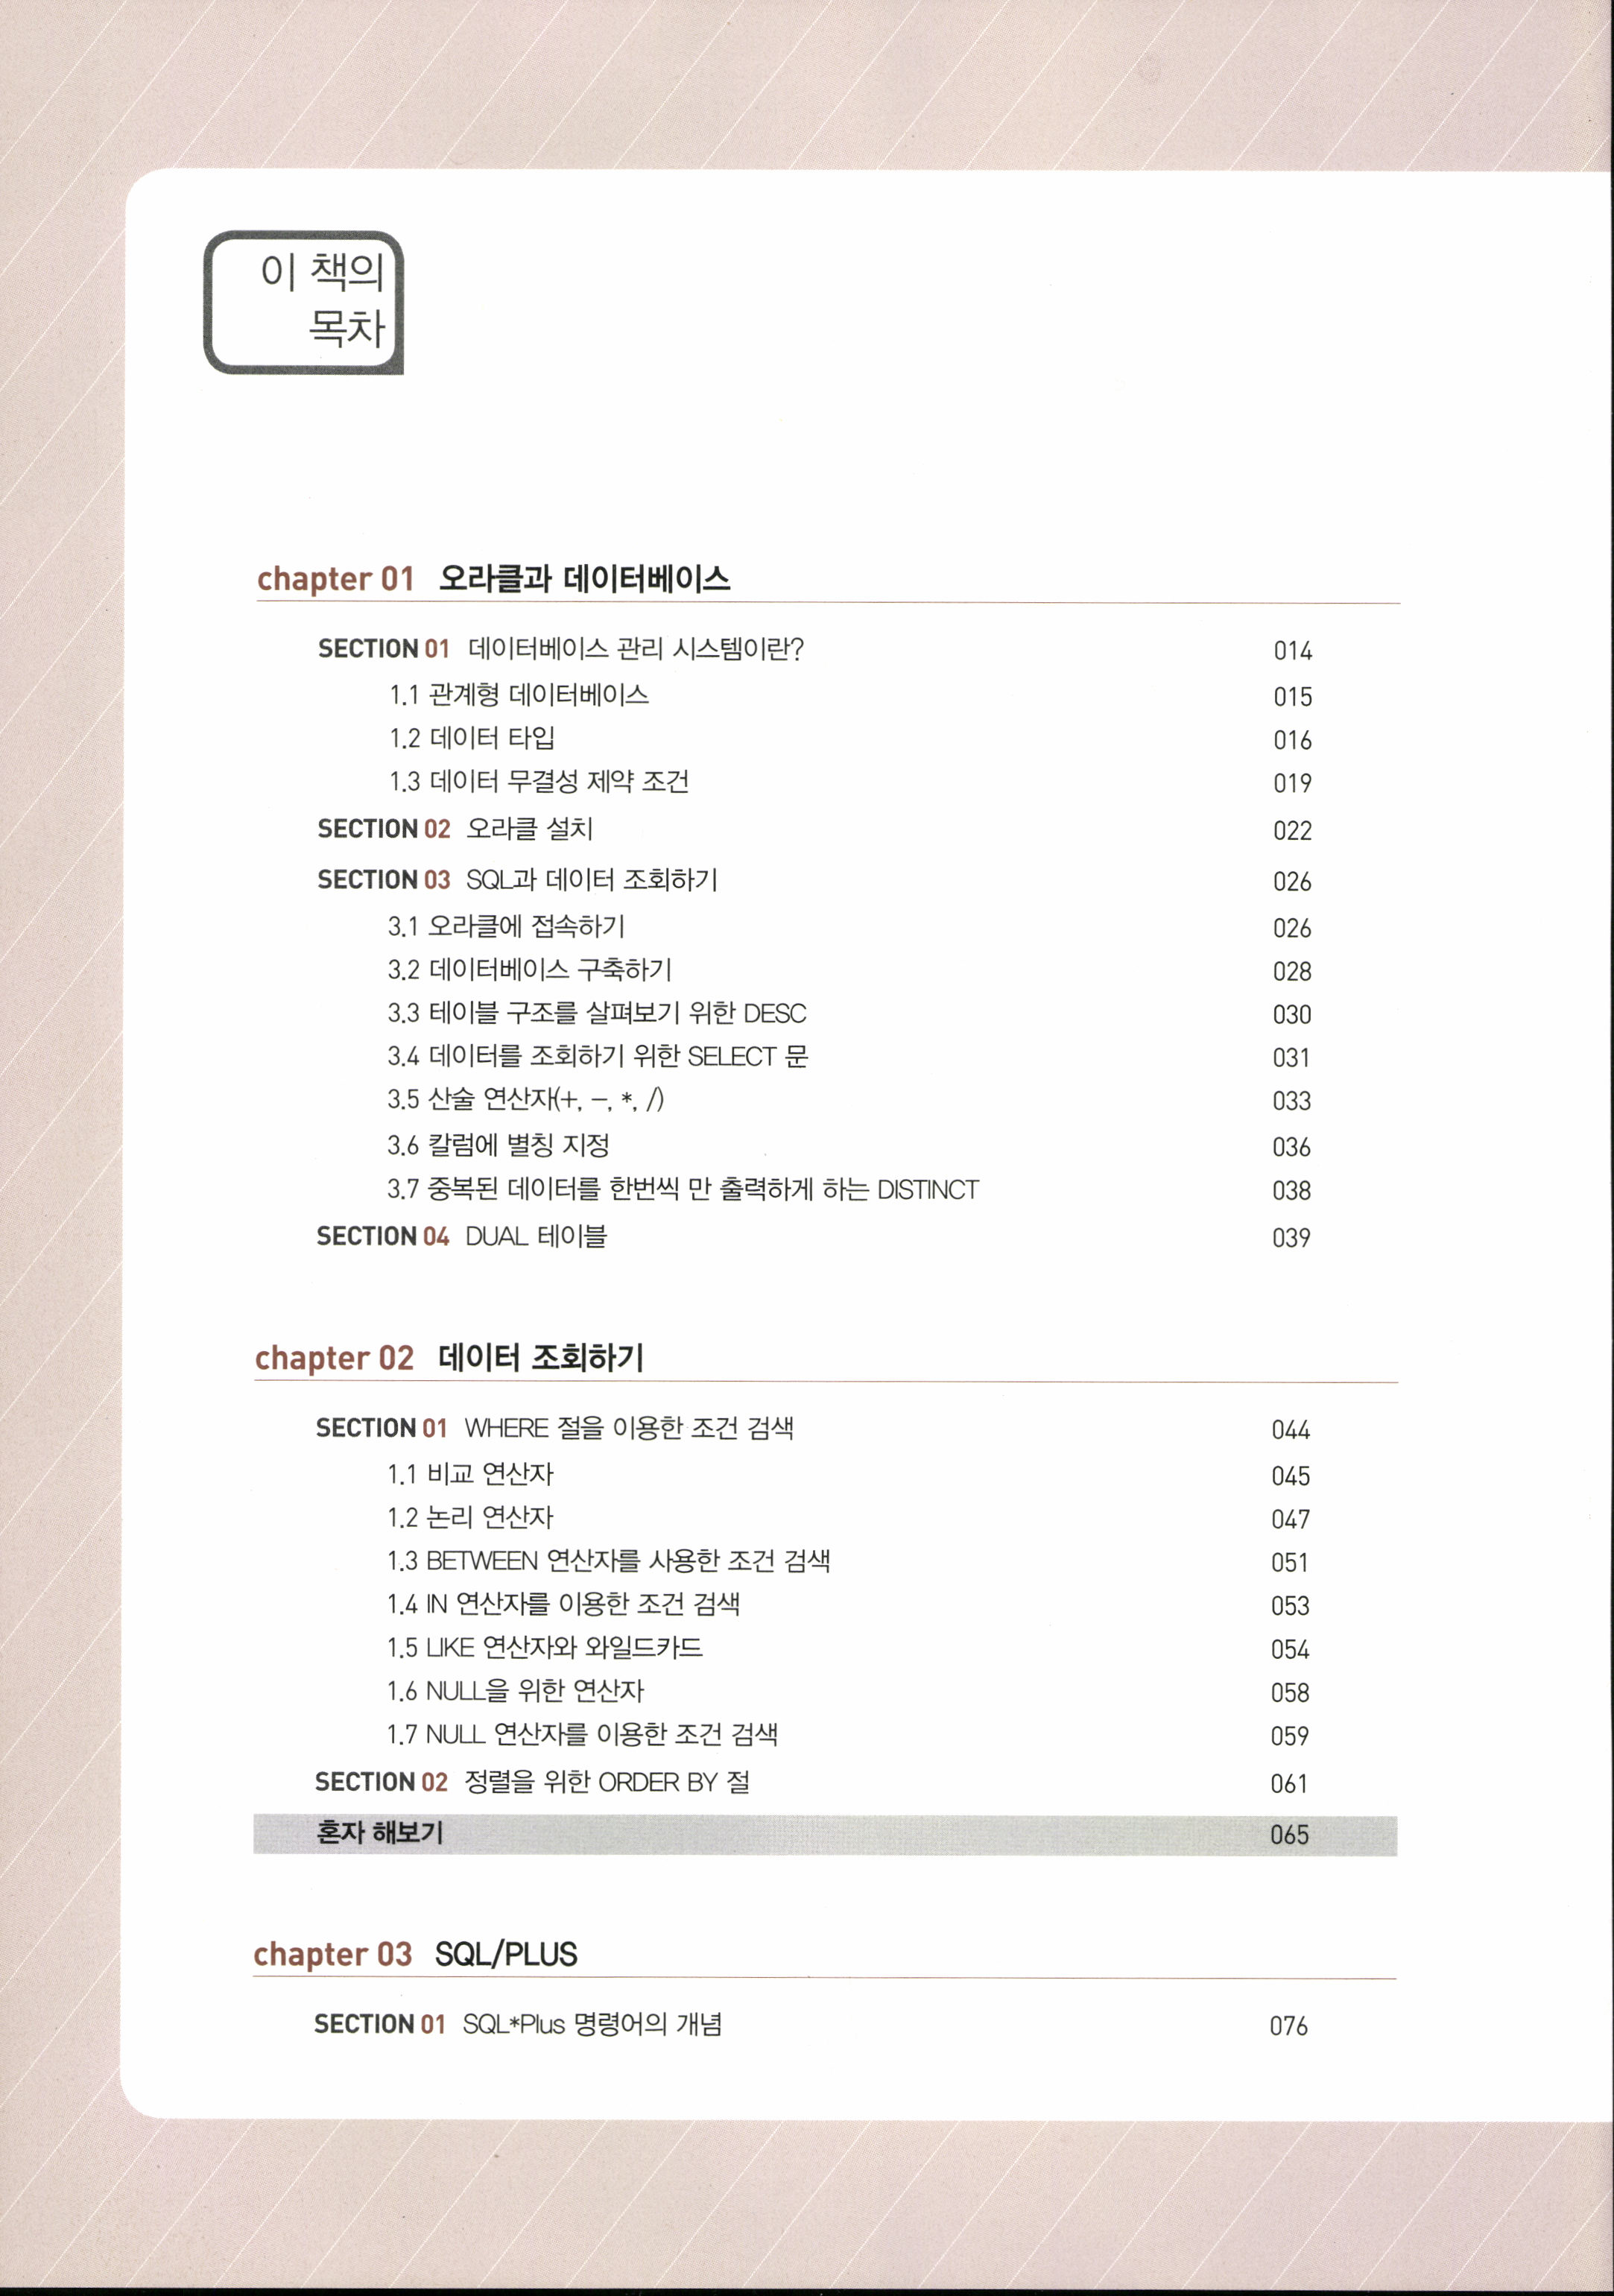 이 책의
목차
chapter 01 오라클과 데이터베이스
SECTION 01 데이터베이스 관리 시스템이란? 014
1.1 관계형 데이터베이스 015
1.2 데이터 타입 016
1.3 데이터 무결성 제약 조건 019
SECTION 02 오라클 설치 022
SECTION 03 SQL과 데이터 조회하기 026
3.1 오라클에 접속하기 026
3.2 데이터베이스 구축하기 028
3.3 테이블 구조를 살펴보기 위한 DESC 030
3.4 데이터를 조회하기 위한 SELECT 문 031
3.5 산술 연산자(+, −, *, /) 033
3.6 칼럼에 별칭 지정 036
3.7 중복된 데이터를 한번씩 만 출력하게 하는 DISTINCT 038
SECTION 04 DUAL 테이블 039
chapter 02 데이터 조회하기
SECTION 01 WHERE 절을 이용한 조건 검색 044
1.1 비교 연산자 045
1.2 논리 연산자 047
1.3 BETWEEN 연산자를 사용한 조건 검색 051
1.4 IN 연산자를 이용한 조건 검색 053
1.5 LIKE 연산자와 와일드카드 054
1.6 NULL을 위한 연산자 058
1.7 NULL 연산자를 이용한 조건 검색 059
SECTION 02 정렬을 위한 ORDER BY 절 061
혼자 해보기 065
chapter 03 SQL/PLUS
SECTION 01 SQL*Plus 명령어의 개념 076